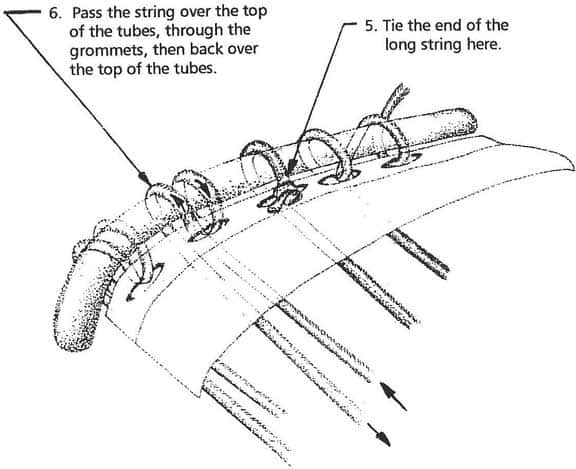 6. Pass the string over the top
of the tubes, through the
grommets, then back over
the top of the tubes.
5. Tie the end of the
long string here.